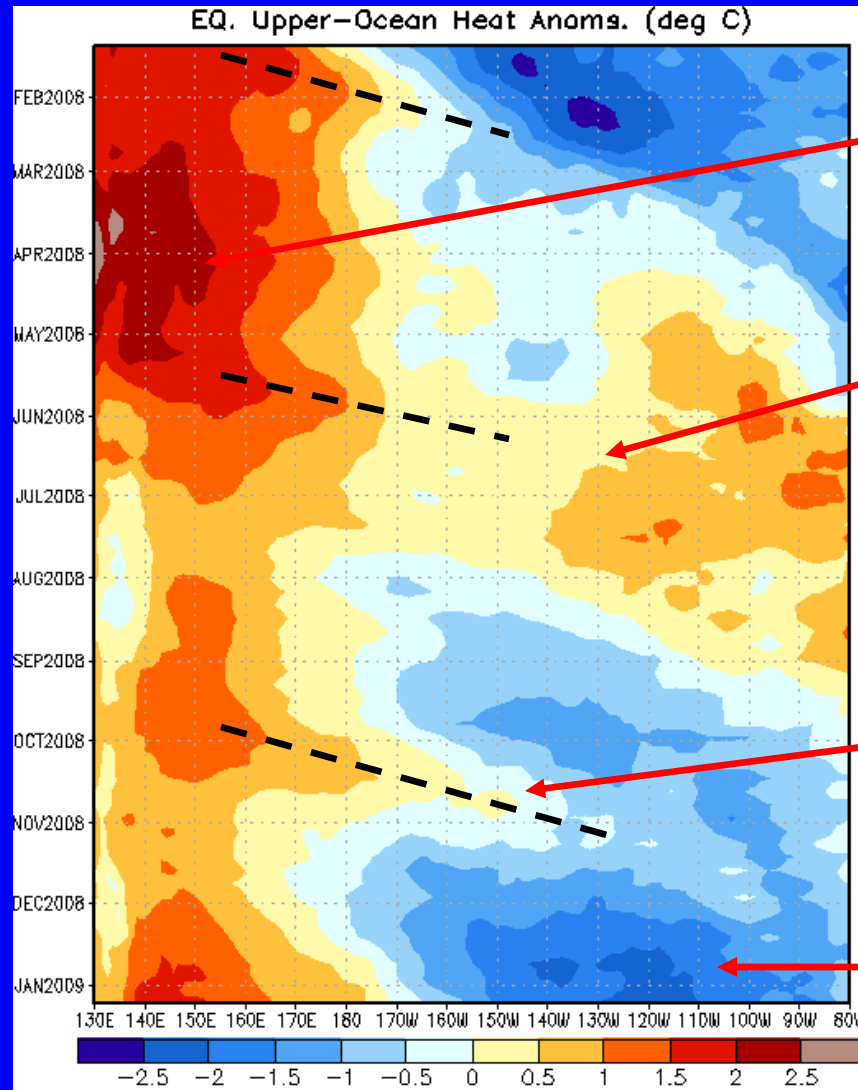 EQ. Upper-Ocean Heat Anoms. (deg C)
FEB2008
MAR2008
APR2008
MAY2008
JUN2008
JUL2008
AUG2008
SEP2008
OCT2008
NOV2008
DEC2008
JAN2009
130E 140E 150E 160E 170E 180 170W 160W 150W 140W 130W 120W 110W 100W 90W 80W
-2.5 -2 -1.5 -1 -0.5 0 0.5 1 1.5 2 2.5